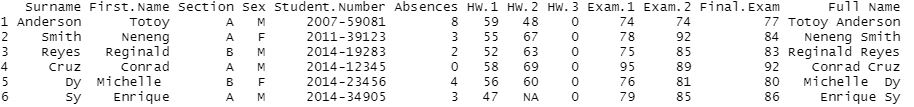 Surname First.Name Section Sex Student.Number Absences HW.1 HW.2 HW.3 Exam.1 Exam.2 Final.Exam Full Name
1 Anderson Totoy A M 2007-59081 8 59 48 0 74 74 77 Totoy Anderson
2 Smith Neneng A F 2011-39123 3 55 67 0 78 92 84 Neneng Smith
3 Reyes Reginald B M 2014-19283 2 52 63 0 75 85 83 Reginald Reyes
4 Cruz Conrad A M 2014-12345 0 58 69 0 95 89 92 Conrad Cruz
5 Dy Michelle B F 2014-23456 4 56 60 0 76 81 80 Michelle Dy
6 Sy Enrique A M 2014-34905 3 47 NA 0 79 85 86 Enrique Sy